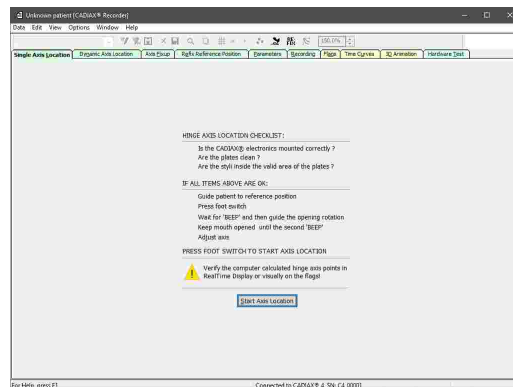 Unknown patient [CADIAX® Recorder]
Data Edit View Options Window Help
100.0%
Single Axis Location Dynamic Axis Location Axis Fixup Refix Reference Position Parameters Recording Flags Time Curves 3D Animation Hardware Test
HINGE AXIS LOCATION CHECKLIST:
Is the CADIAX® electronics mounted correctly ?
Are the plates clean ?
Are the styli inside the valid area of the plates ?
IF ALL ITEMS ABOVE ARE OK:
Guide patient to reference position
Press foot switch
Wait for 'BEEP' and then guide the opening rotation
Keep mouth opened until the second 'BEEP'
Adjust axis
PRESS FOOT SWITCH TO START AXIS LOCATION
Verify the computer calculated hinge axis points in
RealTime Display or visually on the flags!
Start Axis Location
For Help, press F1 Connected to CADIAX® 4, SN: C4_00001